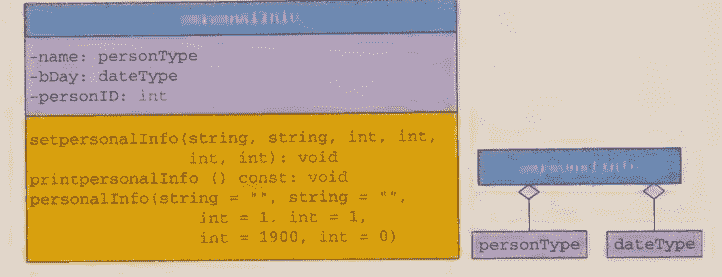 -name: personType
-bDay: dateType
-personID: int
setpersonalInfo(string, string, int, int,
int, int): void
printpersonalInfo () const: void
personalInfo(string = "", string = "",
int = 1. int = 1,
int = 1900, int = 0)
personType
dateType